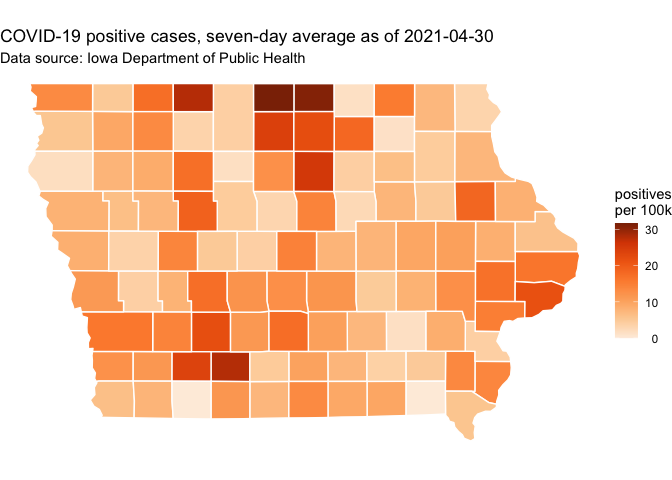 COVID-19 positive cases, seven-day average as of 2021-04-30
Data source: Iowa Department of Public Health
positives
per 100k
30
20
10
0